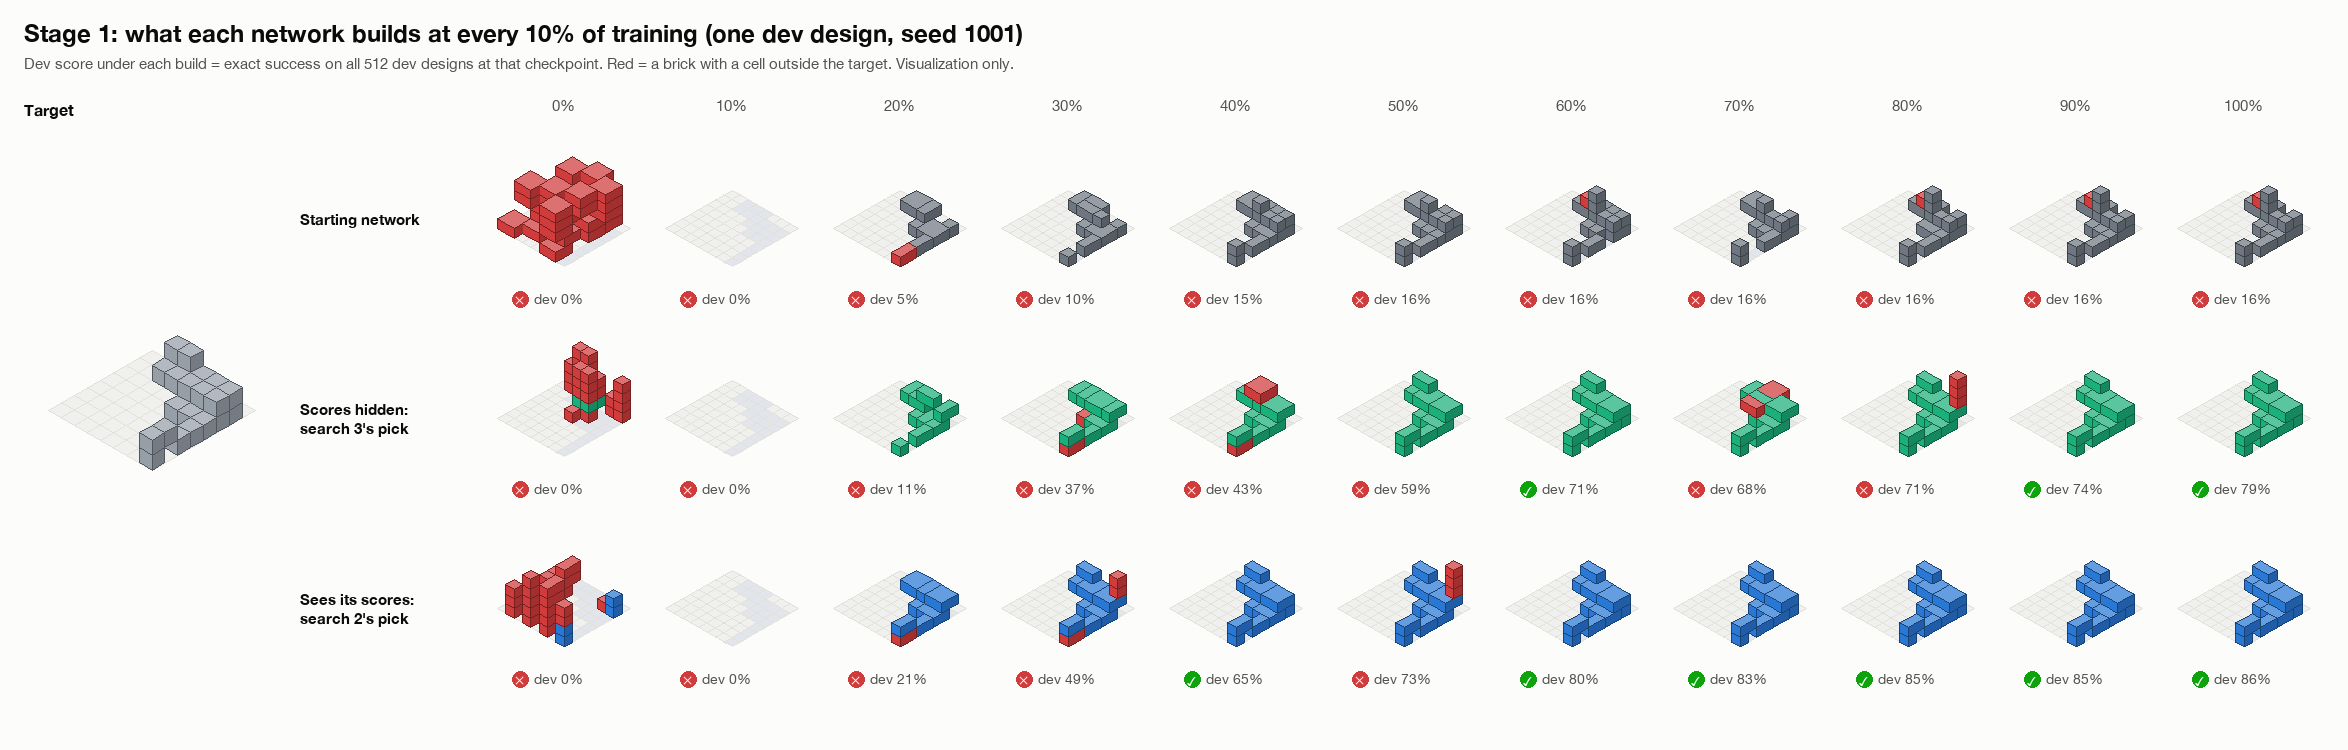 Stage 1: what each network builds at every 10% of training (one dev design, seed 1001)
Dev score under each build = exact success on all 512 dev designs at that checkpoint. Red = a brick with a cell outside the target. Visualization only.
Target
0% 10% 20% 30% 40% 50% 60% 70% 80% 90% 100%
Starting network
dev 0% dev 0% dev 5% dev 10% dev 15% dev 16% dev 16% dev 16% dev 16% dev 16% dev 16%
Scores hidden:
search 3's pick
dev 0% dev 0% dev 11% dev 37% dev 43% dev 59% dev 71% dev 68% dev 71% dev 74% dev 79%
Sees its scores:
search 2's pick
dev 0% dev 0% dev 21% dev 49% dev 65% dev 73% dev 80% dev 83% dev 85% dev 85% dev 86%